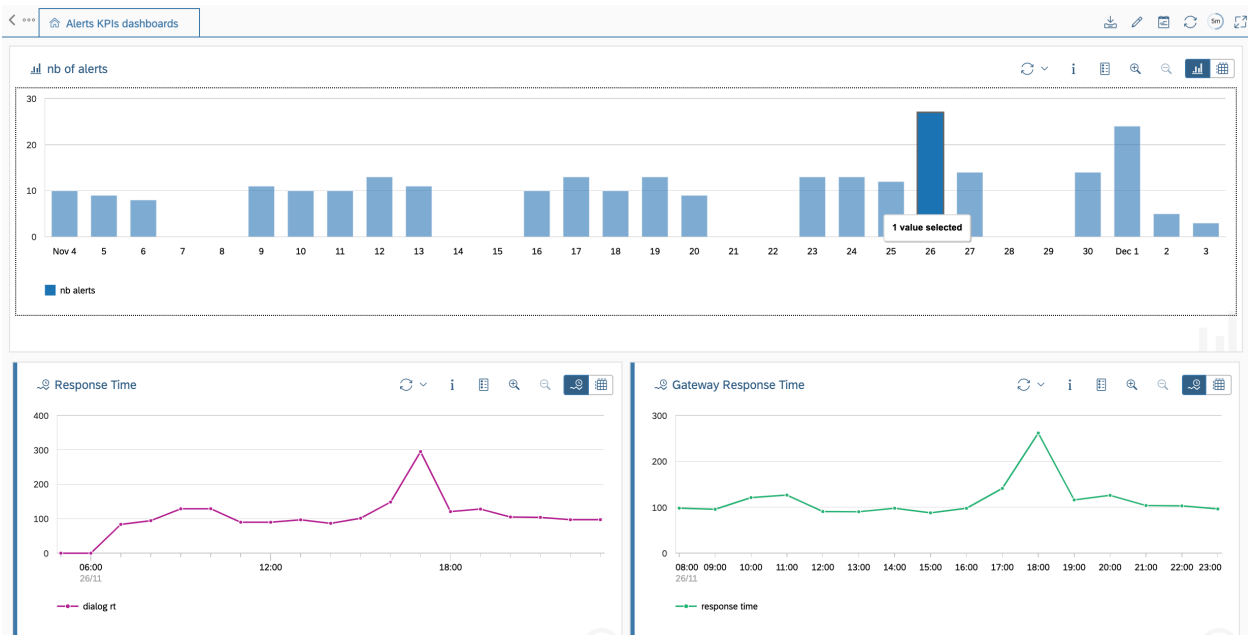 Alerts KPIs dashboards
5m
nb of alerts
30
20
10
0
Nov 4 5 6 7 8 9 10 11 12 13 14 15 16 17 18 19 20 21 22 23 24 25 26 27 28 29 30 Dec 1 2 3
1 value selected
nb alerts
Response Time
400
300
200
100
0
06:00 12:00 18:00
26/11
dialog rt
Gateway Response Time
300
200
100
0
08:00 09:00 10:00 11:00 12:00 13:00 14:00 15:00 16:00 17:00 18:00 19:00 20:00 21:00 22:00 23:00
26/11
response time